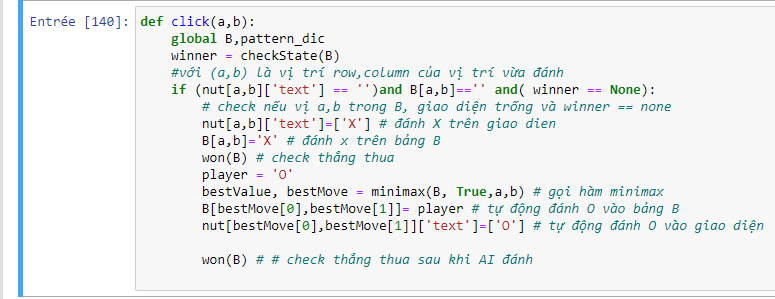 Entrée [140]: def click(a,b):
global B,pattern_dic
winner = checkState(B)
#với (a,b) là vị trí row,column của vị trí vừa đánh
if (nut[a,b]['text'] == '')and B[a,b]=='' and( winner == None):
# check nếu vị a,b trong B, giao diện trống và winner == none
nut[a,b]['text']=['X'] # đánh X trên giao dien
B[a,b]='X' # đánh x trên bảng B
won(B) # check thắng thua
player = 'O'
bestValue, bestMove = minimax(B, True,a,b) # gọi hàm minimax
B[bestMove[0],bestMove[1]]= player # tự động đánh O vào bảng B
nut[bestMove[0],bestMove[1]]['text']=['O'] # tự động đánh O vào giao diện
won(B) # # check thắng thua sau khi AI đánh